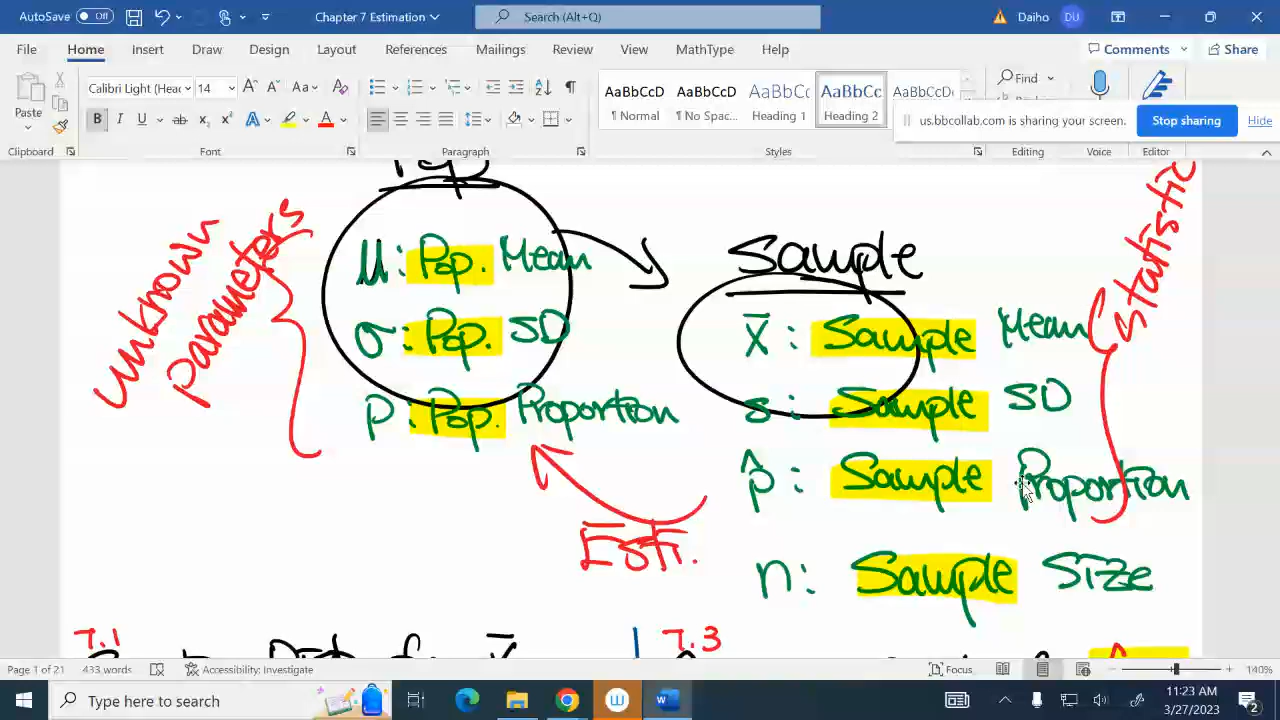 AutoSave Off
Chapter 7 Estimation
Search (Alt+Q)
Daiho DU
File Home Insert Draw Design Layout References Mailings Review View MathType Help
Comments Share
Paste
Calibri Light (Head 14
Find
AaBbCcD AaBbCcD AaBbCc AaBbCc AaBbCcD
¶ Normal ¶ No Spac... Heading Heading 2
us.bbcollab.com is sharing your screen. Stop sharing Hide
Clipboard Font Paragraph Styles Editing Voice Editor
Pop
Unknown
parameters
μ: Pop. Mean
σ: Pop. SD
p: Pop. Proportion
Sample
x̄: Sample Mean
s: Sample SD
p̂: Sample Proportion
n: Sample Size
Statistic
Esti.
7.1
7.3
Page 1 of 21 433 words Accessibility: Investigate Focus 140%
Type here to search
11:23 AM
3/27/2023
2